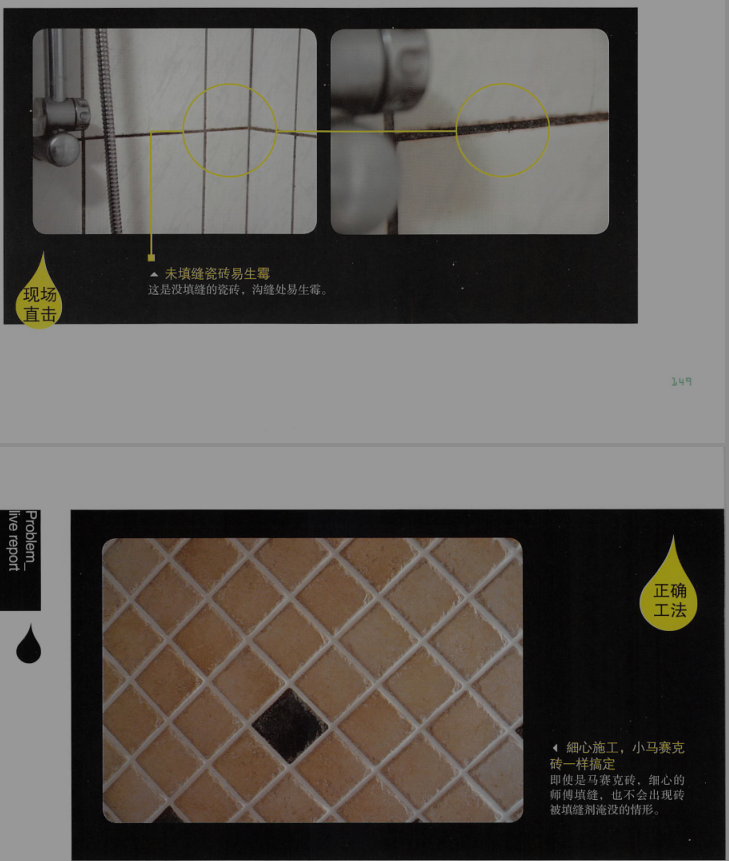 ▲ 未填缝瓷砖易生霉
这是没填缝的瓷砖，沟缝处易生霉。
现场
直击
149
Problem_
live report
正确
工法
◀ 細心施工，小马赛克
砖一样搞定
即使是马赛克砖，细心的
师傅填缝，也不会出现砖
被填缝剂淹没的情形。